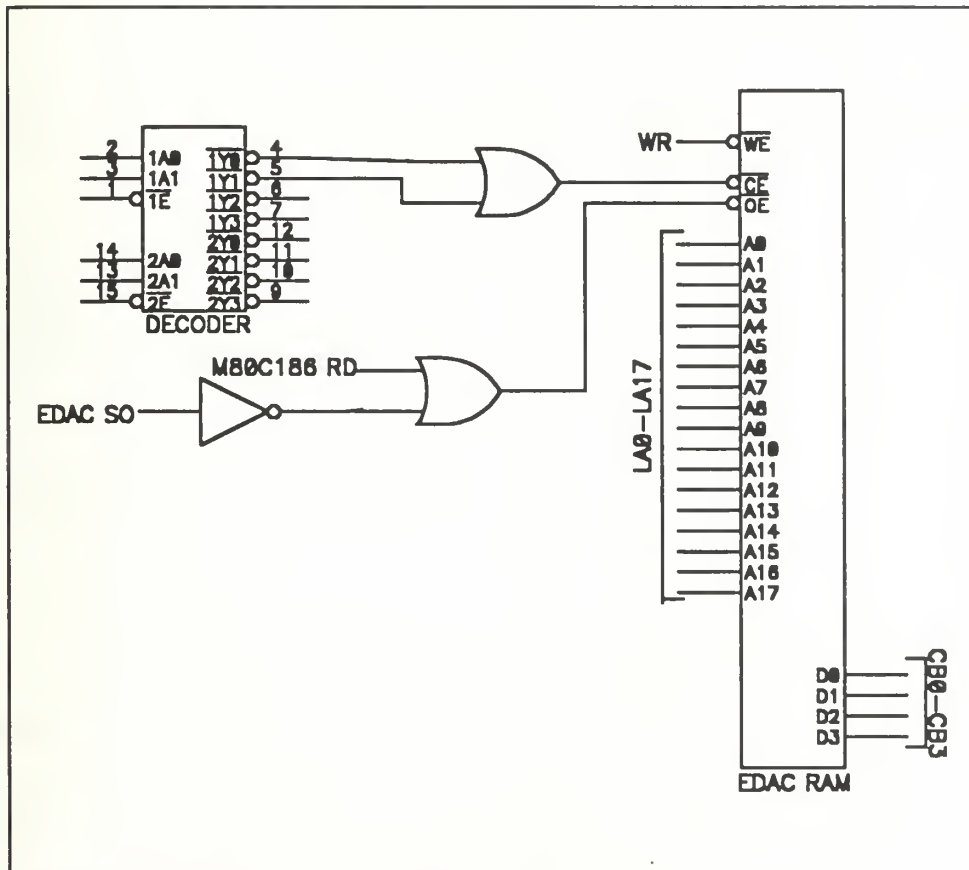 2 1A0 1Y0 4
3 1A1 1Y1 5
1 1E 1Y2 6
1Y3 7
2Y0 12
14 2A0 2Y1 11
13 2A1 2Y2 10
15 2E 2Y3 9
DECODER
M80C186 RD
EDAC SO
WR
WE
CE
OE
LA0-LA17
A0
A1
A2
A3
A4
A5
A6
A7
A8
A9
A10
A11
A12
A13
A14
A15
A16
A17
D0
D1
D2
D3
CB0-CB3
EDAC RAM